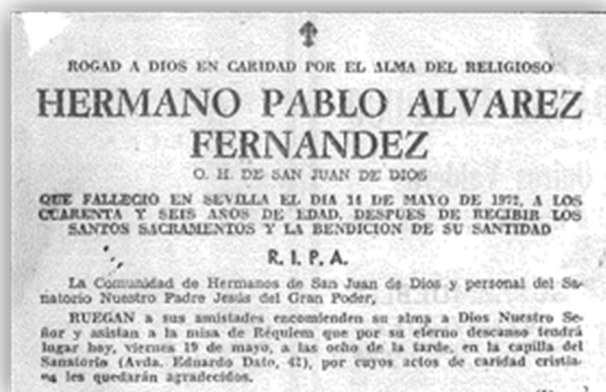 ROGAD A DIOS EN CARIDAD POR EL ALMA DEL RELIGIOSO
HERMANO PABLO ALVAREZ
FERNANDEZ
O. H. DE SAN JUAN DE DIOS
QUE FALLECIO EN SEVILLA EL DIA 14 DE MAYO DE 1972, A LOS
CUARENTA Y SEIS AÑOS DE EDAD, DESPUES DE RECIBIR LOS
SANTOS SACRAMENTOS Y LA BENDICION DE SU SANTIDAD
R. I. P. A.
La Comunidad de Hermanos de San Juan de Dios y personal del Sa-
natorio Nuestro Padre Jesús del Gran Poder,
RUEGAN a sus amistades encomienden su alma a Dios Nuestro Se-
ñor y asistan a la misa de Réquiem que por su eterno descanso tendrá
lugar hoy, viernes 19 de mayo, a las ocho de la tarde, en la capilla del
Sanatorio (Avda. Eduardo Dato, 42), por cuyos actos de caridad cristia-
na les quedarán agradecidos.